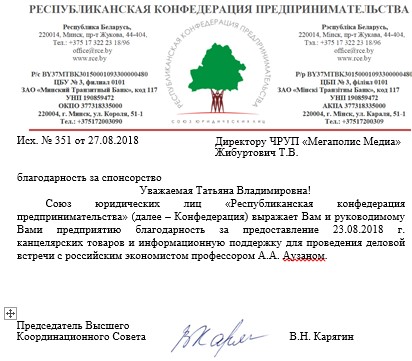 РЕСПУБЛИКАНСКАЯ КОНФЕДЕРАЦИЯ ПРЕДПРИНИМАТЕЛЬСТВА
Республика Беларусь,
220014, Минск, пр-т Жукова, 44-404,
Тел.: +375 17 322 23 18/96
office@rce.by
www.rce.by
Р/с BY37MTBK30150001093300000480
ЦБУ № 3, филиал 0101
ЗАО «Минский Транзитный Банк», код 117
УНП 190859472
ОКПО 377318335000
220004, г. Минск, ул. Короля, 51-1
Тел.: +375172003090
РЕСПУБЛИКАНСКАЯ КОНФЕДЕРАЦИЯ ПРЕДПРИНИМАТЕЛЬСТВА
СОЮЗ ЮРИДИЧЕСКИХ ЛИЦ
Рэспубліка Беларусь,
220014, Мінск, пр-т Жукава, 44-404,
Тэл.: +375 17 322 23 18/96
office@rce.by
www.rce.by
Р/р BY37MTBK30150001093300000480
ЦБП № 3, філіял 0101
ЗАТ «Мінскі Транзітны Банк», код 117
УНП 190859472
АКПА 377318335000
220004, г. Мінск, вул. Караля, 51-1
Тэл.: +375172003090
Исх. № 351 от 27.08.2018
Директору ЧРУП «Мегаполис Медиа»
Жибуртович Т.В.
благодарность за спонсорство
Уважаемая Татьяна Владимировна!
Союз юридических лиц «Республиканская конфедерация
предпринимательства» (далее – Конфедерация) выражает Вам и руководимому
Вами предприятию благодарность за предоставление 23.08.2018 г.
канцелярских товаров и информационную поддержку для проведения деловой
встречи с российским экономистом профессором А.А. Аузаном.
Председатель Высшего
Координационного Совета
В.Н. Карягин